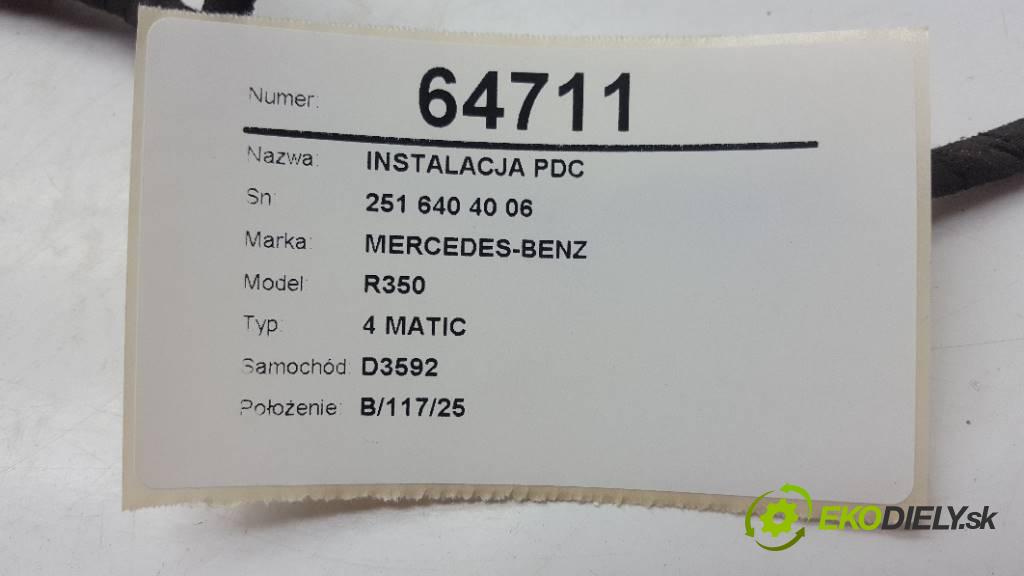 Numer: 64711
Nazwa: INSTALACJA PDC
Sn: 251 640 40 06
Marka: MERCEDES-BENZ
Model: R350
Typ: 4 MATIC
Samochód: D3592
Położenie: B/117/25
EKODIELY.sk